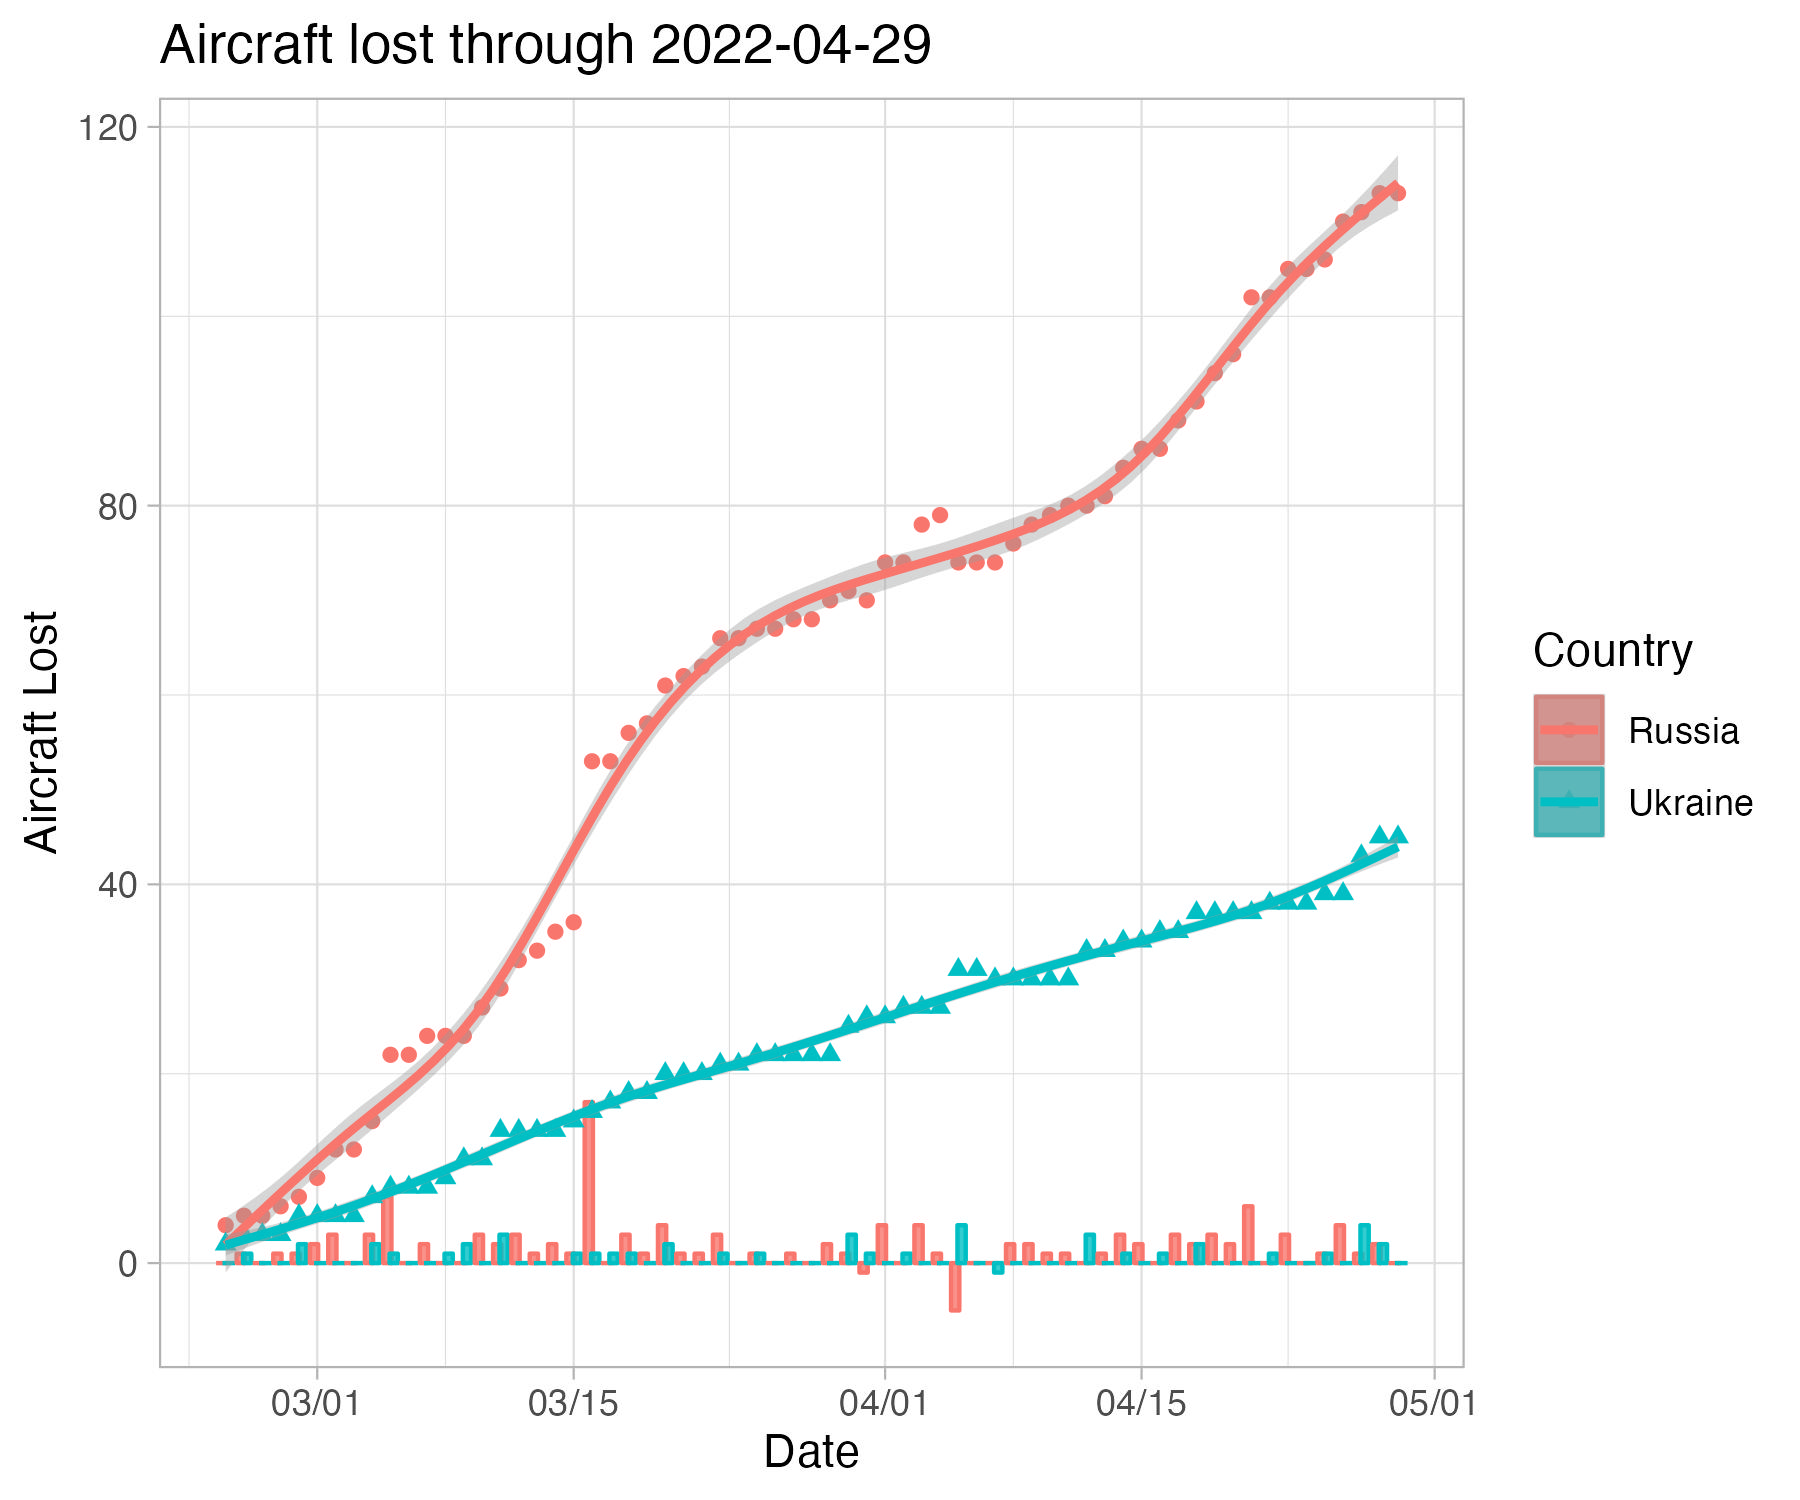 Aircraft lost through 2022-04-29
Aircraft Lost
120
80
40
0
03/01 03/15 04/01 04/15 05/01
Date
Country
Russia
Ukraine